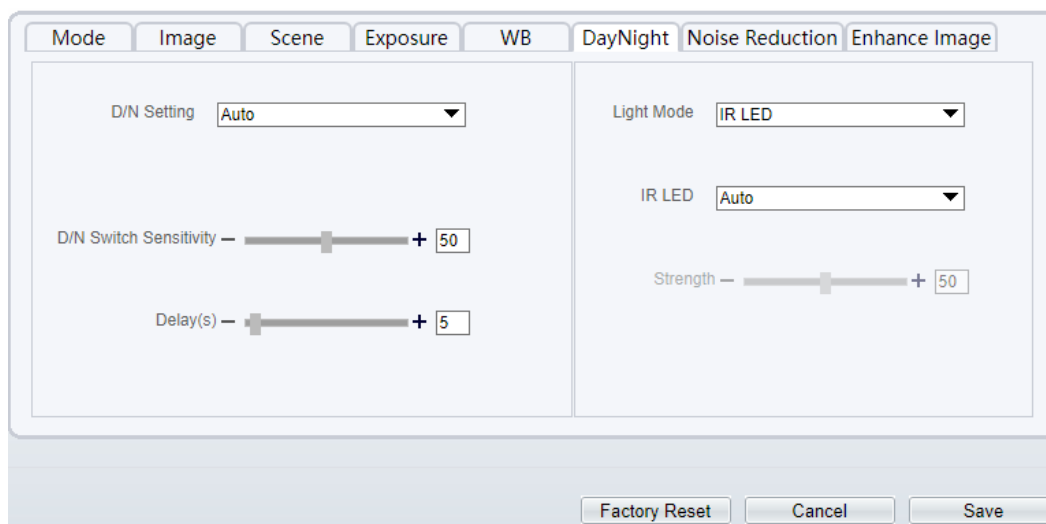 Mode Image Scene Exposure WB DayNight Noise Reduction Enhance Image
D/N Setting Auto
Light Mode IR LED
IR LED Auto
D/N Switch Sensitivity − + 50
Strength − + 50
Delay(s) − + 5
Factory Reset Cancel Save